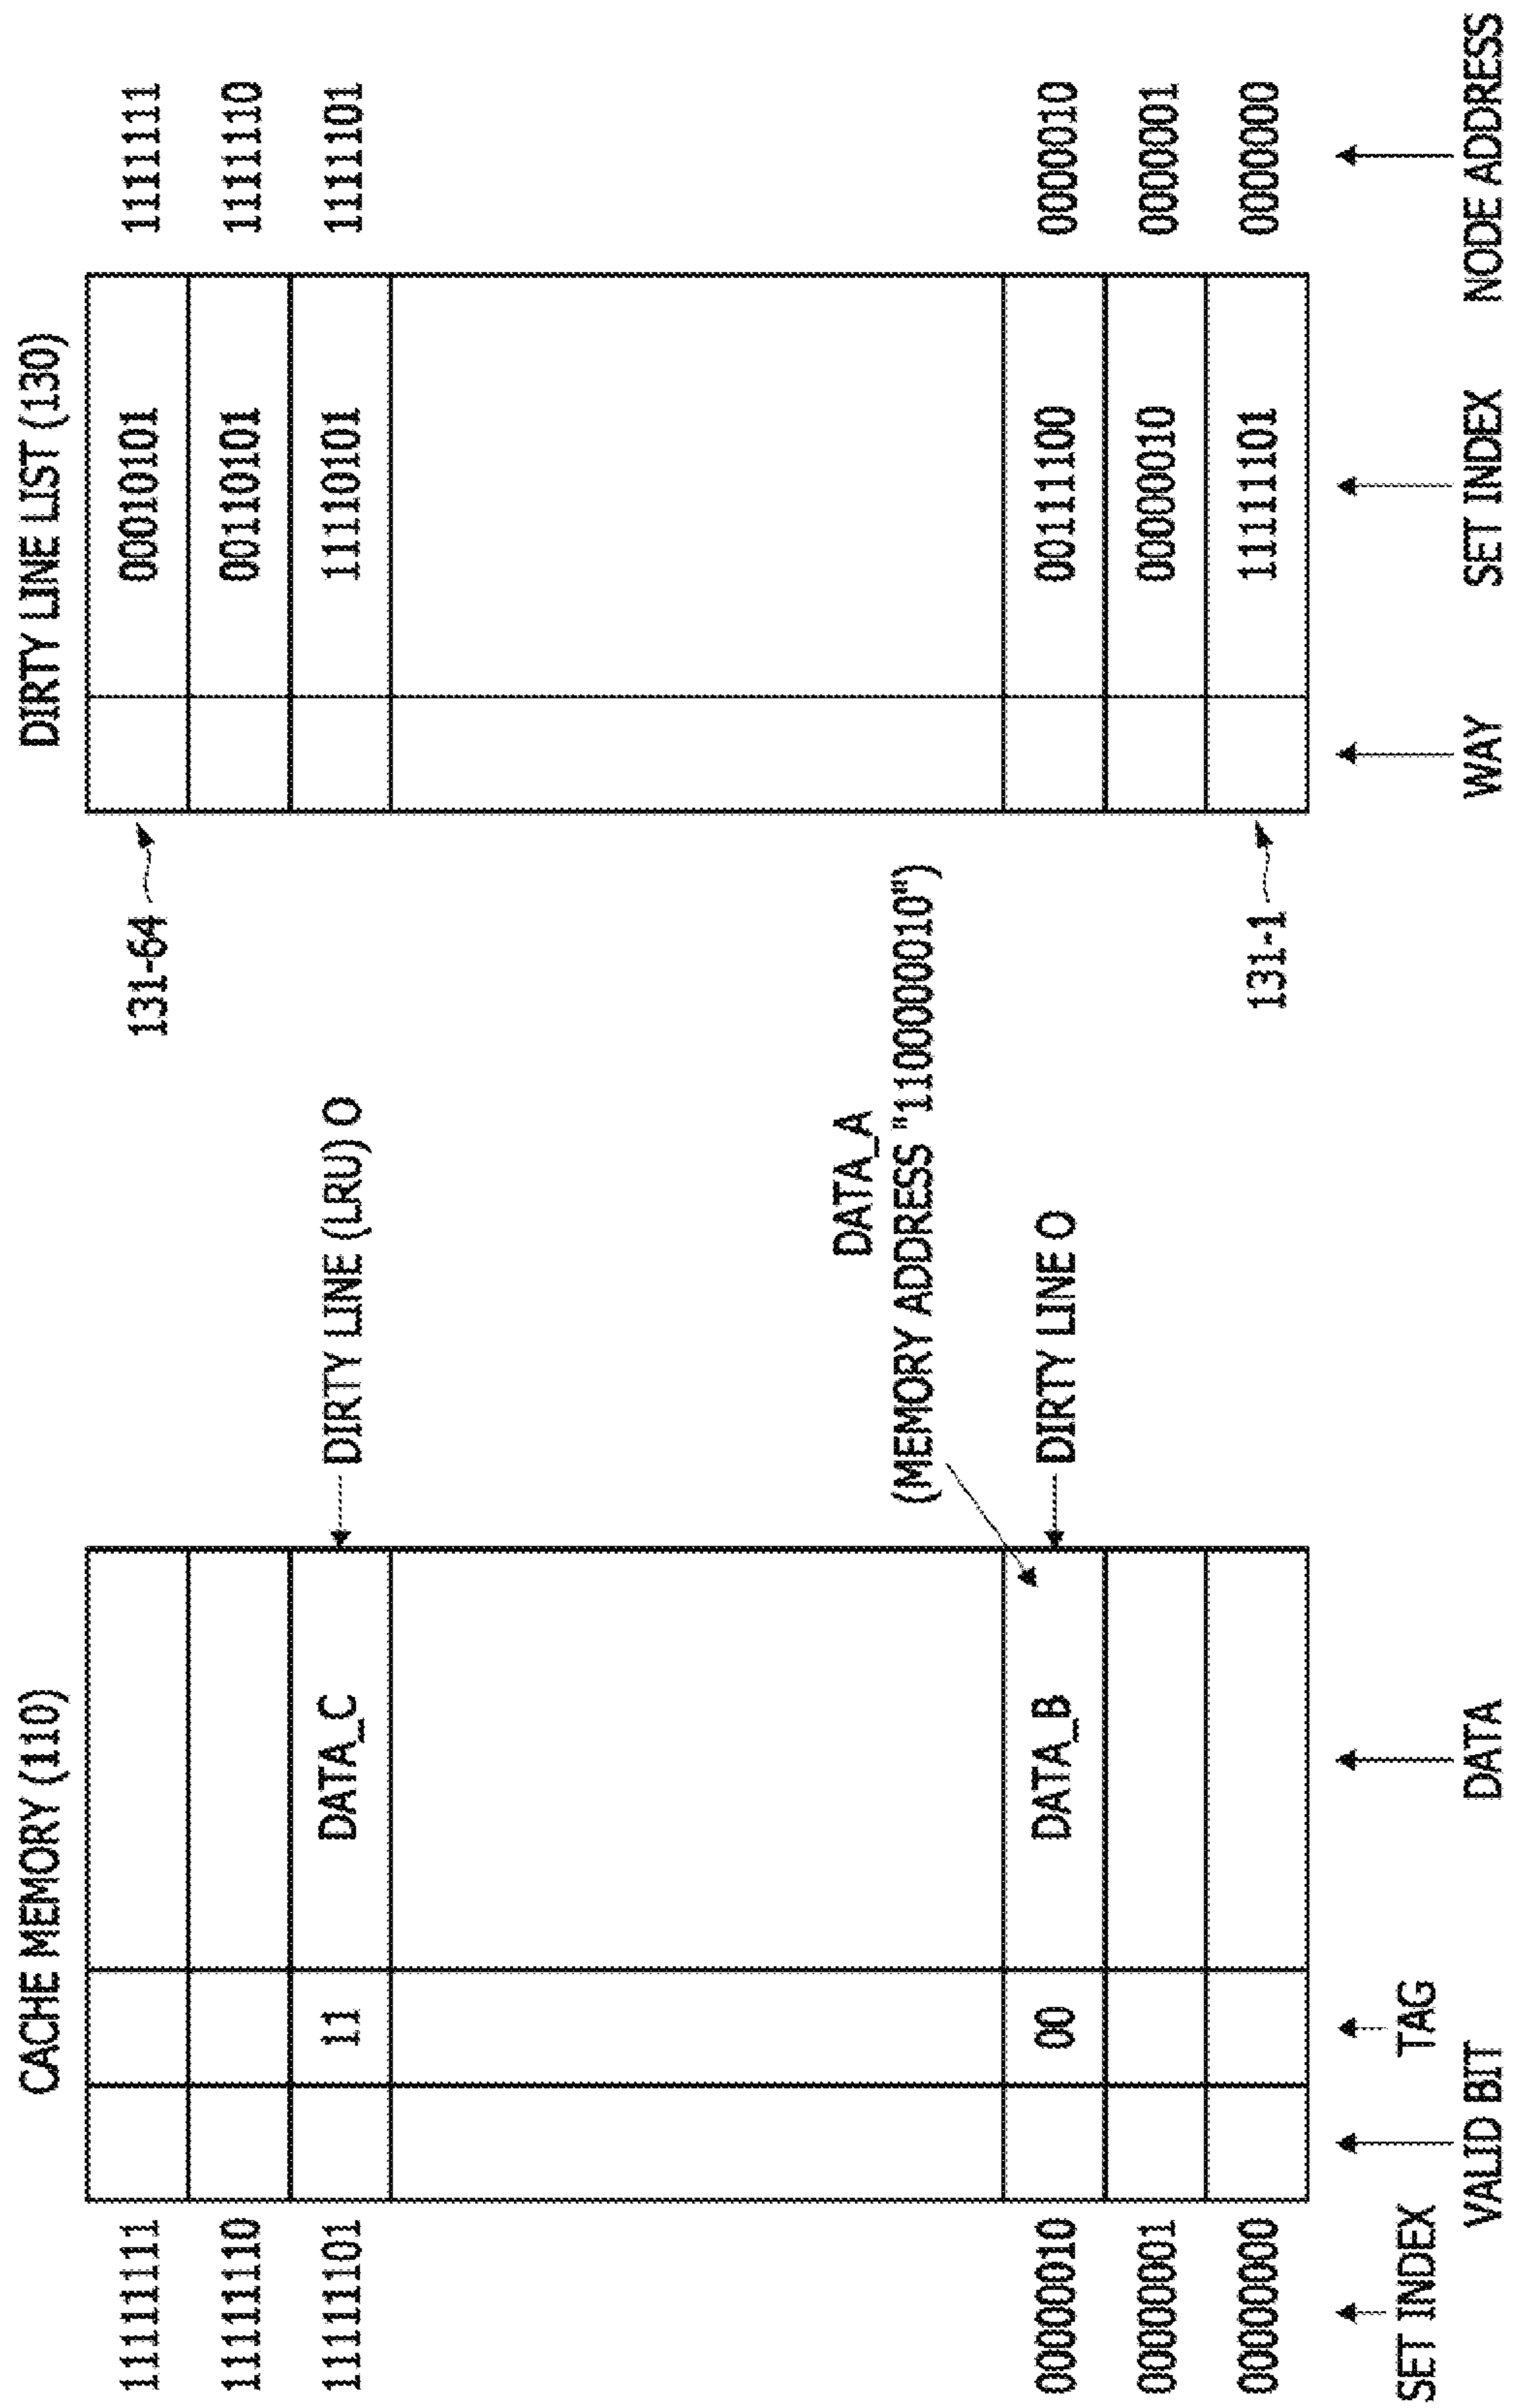 CACHE MEMORY (110)
DIRTY LINE LIST (130)
11111111
11111110
11111101
11
DATA_C
DIRTY LINE (LRU) O
00000010
00
DATA_B
DIRTY LINE O
00000001
00000000
DATA_A
(MEMORY ADDRESS "1100000010")
SET INDEX
VALID BIT
TAG
DATA
131-64
00010101
1111111
00110101
1111110
11110101
1111101
00111100
0000010
00000010
0000001
131-1
11111101
0000000
WAY
SET INDEX
NODE ADDRESS